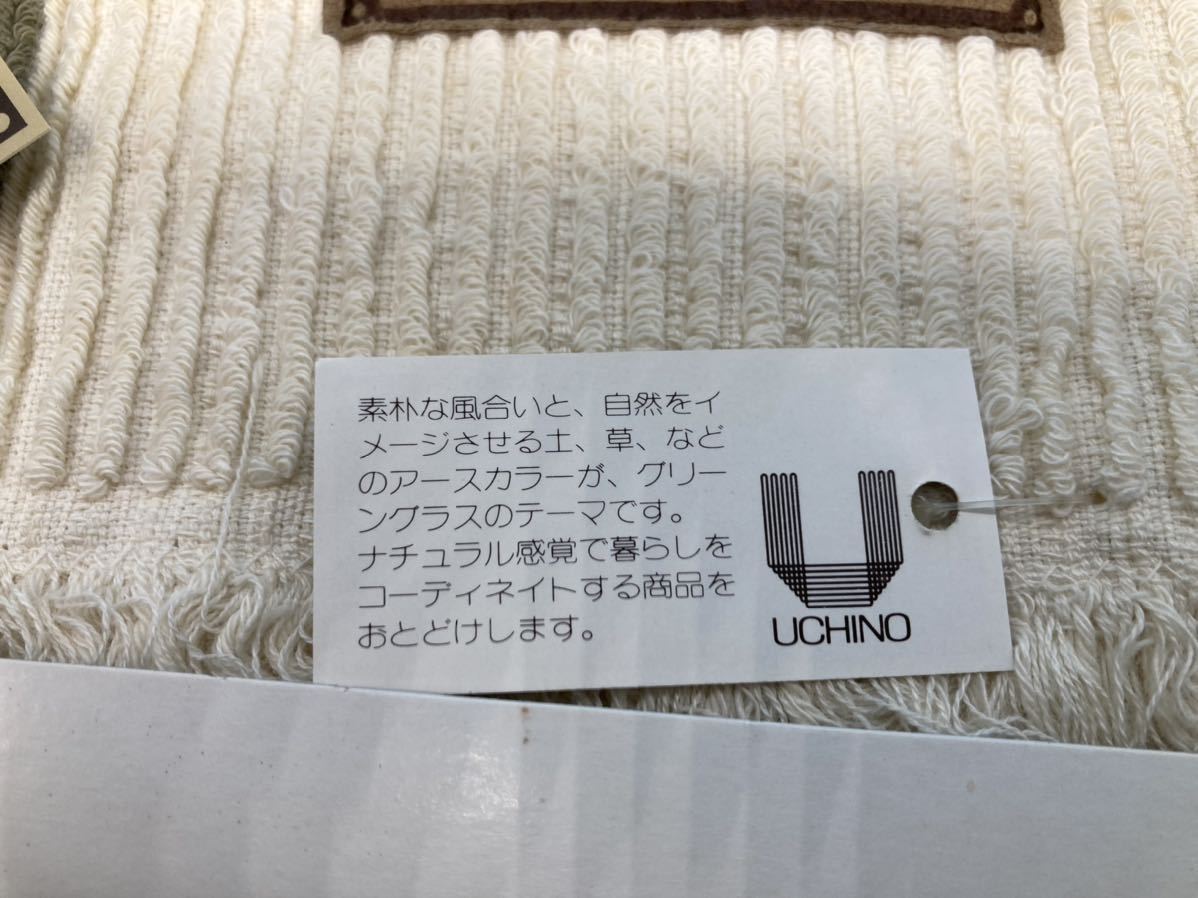 素朴な風合いと、自然をイ
メージさせる土、草、など
のアースカラーが、グリー
ングラスのテーマです。
ナチュラル感覚で暮らしを
コーディネイトする商品を
おとどけします。
UCHINO